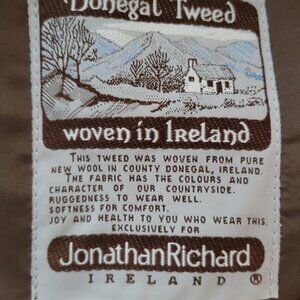 Donegal Tweed
woven in Ireland
THIS TWEED WAS WOVEN FROM PURE
NEW WOOL IN COUNTY DONEGAL, IRELAND.
THE FABRIC HAS THE COLOURS AND
CHARACTER OF OUR COUNTRYSIDE.
RUGGEDNESS TO WEAR WELL.
SOFTNESS FOR COMFORT.
JOY AND HEALTH TO YOU WHO WEAR THIS.
EXCLUSIVELY FOR
JonathanRichard
IRELAND ®